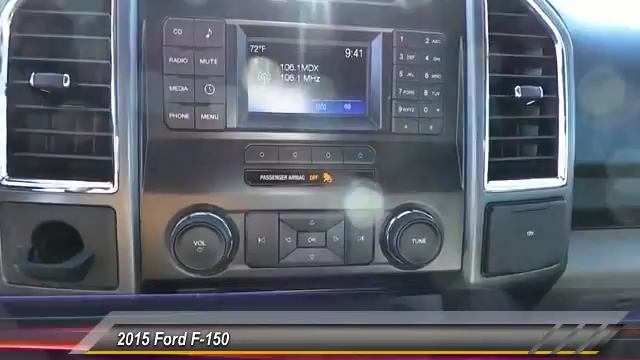 CD
RADIO MUTE
MEDIA
PHONE MENU
72°F 9:41
106.1MDX
106.1 MHz
1 2 ABC
3 DEF 4 GHI
5 JKL 6 MNO
7 PQRS 8 TUV
9 WXYZ 0
* #
PASSENGER AIRBAG OFF
VOL
OK
TUNE
2015 Ford F-150